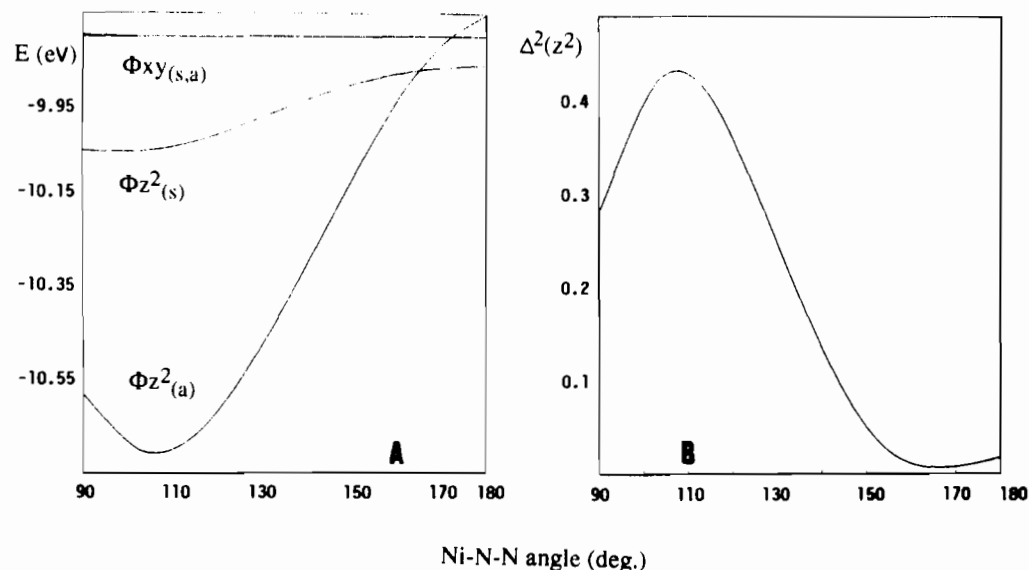 E (eV)
Φxy(s,a)
-9.95
Φz²(s)
-10.15
-10.35
-10.55
Φz²(a)
A
90 110 130 150 170 180
Δ²(z²)
0.4
0.3
0.2
0.1
B
90 110 130 150 170 180
Ni-N-N angle (deg.)